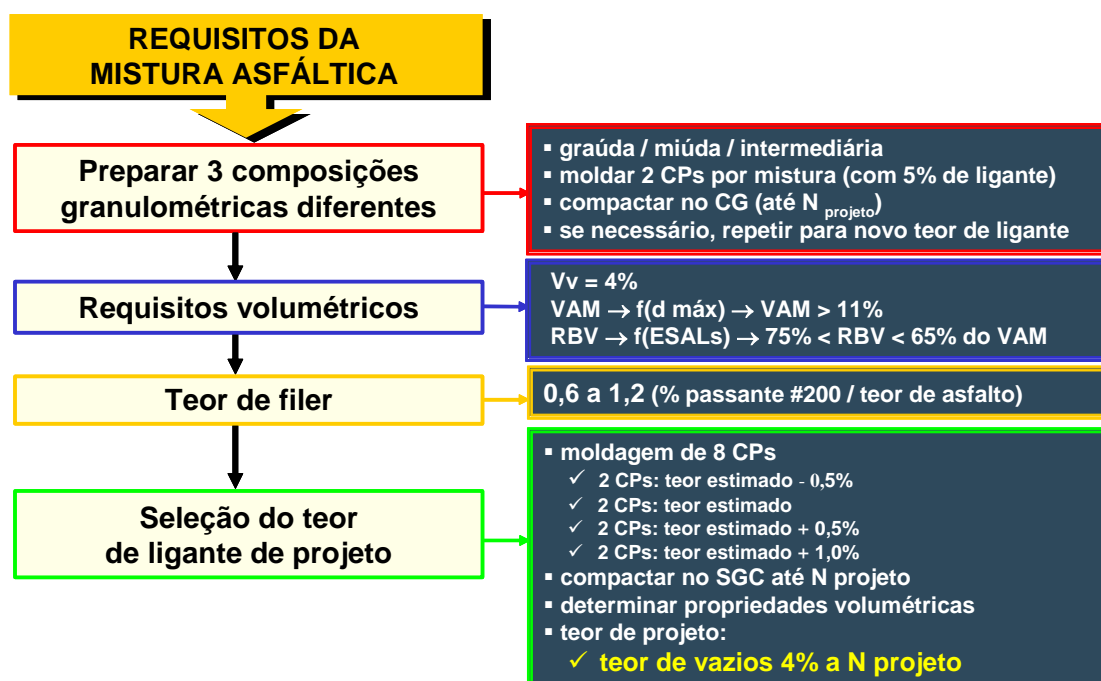 REQUISITOS DA
MISTURA ASFÁLTICA
Preparar 3 composições
granulométricas diferentes
▪ graúda / miúda / intermediária
▪ moldar 2 CPs por mistura (com 5% de ligante)
▪ compactar no CG (até N projeto)
▪ se necessário, repetir para novo teor de ligante
Requisitos volumétricos
Vv = 4%
VAM → f(d máx) → VAM > 11%
RBV → f(ESALs) → 75% < RBV < 65% do VAM
Teor de filer
0,6 a 1,2 (% passante #200 / teor de asfalto)
Seleção do teor
de ligante de projeto
▪ moldagem de 8 CPs
✓ 2 CPs: teor estimado - 0,5%
✓ 2 CPs: teor estimado
✓ 2 CPs: teor estimado + 0,5%
✓ 2 CPs: teor estimado + 1,0%
▪ compactar no SGC até N projeto
▪ determinar propriedades volumétricas
▪ teor de projeto:
✓ teor de vazios 4% a N projeto